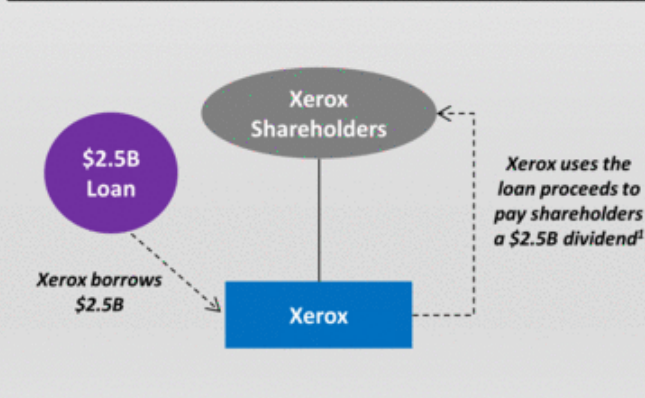 Xerox
Shareholders
$2.5B
Loan
Xerox uses the
loan proceeds to
pay shareholders
a $2.5B dividend¹
Xerox borrows
$2.5B
Xerox